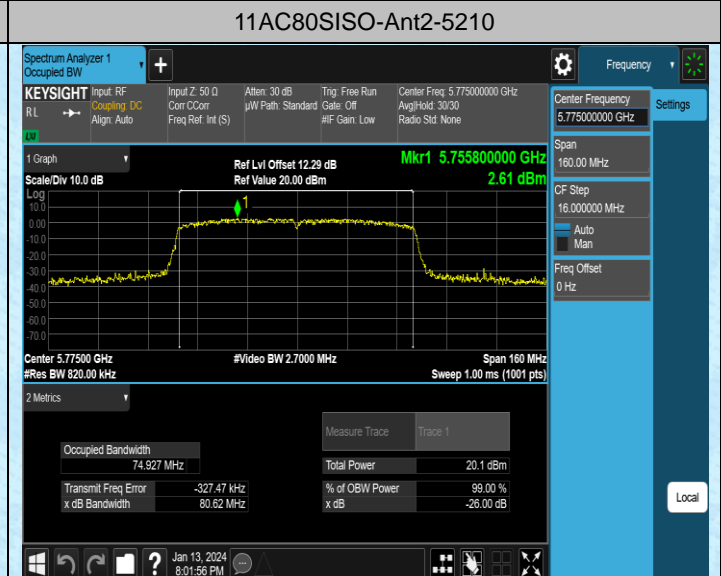 11AC80SISO-Ant2-5210
Spectrum Analyzer 1
Occupied BW
Frequency
KEYSIGHT
RL
LXI
Input: RF
Coupling: DC
Align: Auto
Input Z: 50 Ω
Corr CCorr
Freq Ref: Int (S)
Atten: 30 dB
µW Path: Standard
Trig: Free Run
Gate: Off
#IF Gain: Low
Center Freq: 5.775000000 GHz
Avg|Hold: 30/30
Radio Std: None
Center Frequency
5.775000000 GHz
Settings
Span
160.00 MHz
CF Step
16.000000 MHz
Auto
Man
Freq Offset
0 Hz
1 Graph
Scale/Div 10.0 dB
Ref Lvl Offset 12.29 dB
Ref Value 20.00 dBm
Mkr1 5.755800000 GHz
2.61 dBm
Log
10.0
0.00
-10.0
-20.0
-30.0
-40.0
-50.0
-60.0
-70.0
1
Center 5.77500 GHz
#Res BW 820.00 kHz
#Video BW 2.7000 MHz
Span 160 MHz
Sweep 1.00 ms (1001 pts)
2 Metrics
Measure Trace Trace 1
Occupied Bandwidth
74.927 MHz
Total Power 20.1 dBm
Transmit Freq Error -327.47 kHz
% of OBW Power 99.00 %
x dB Bandwidth 80.62 MHz
x dB -26.00 dB
Local
?
Jan 13, 2024
8:01:56 PM